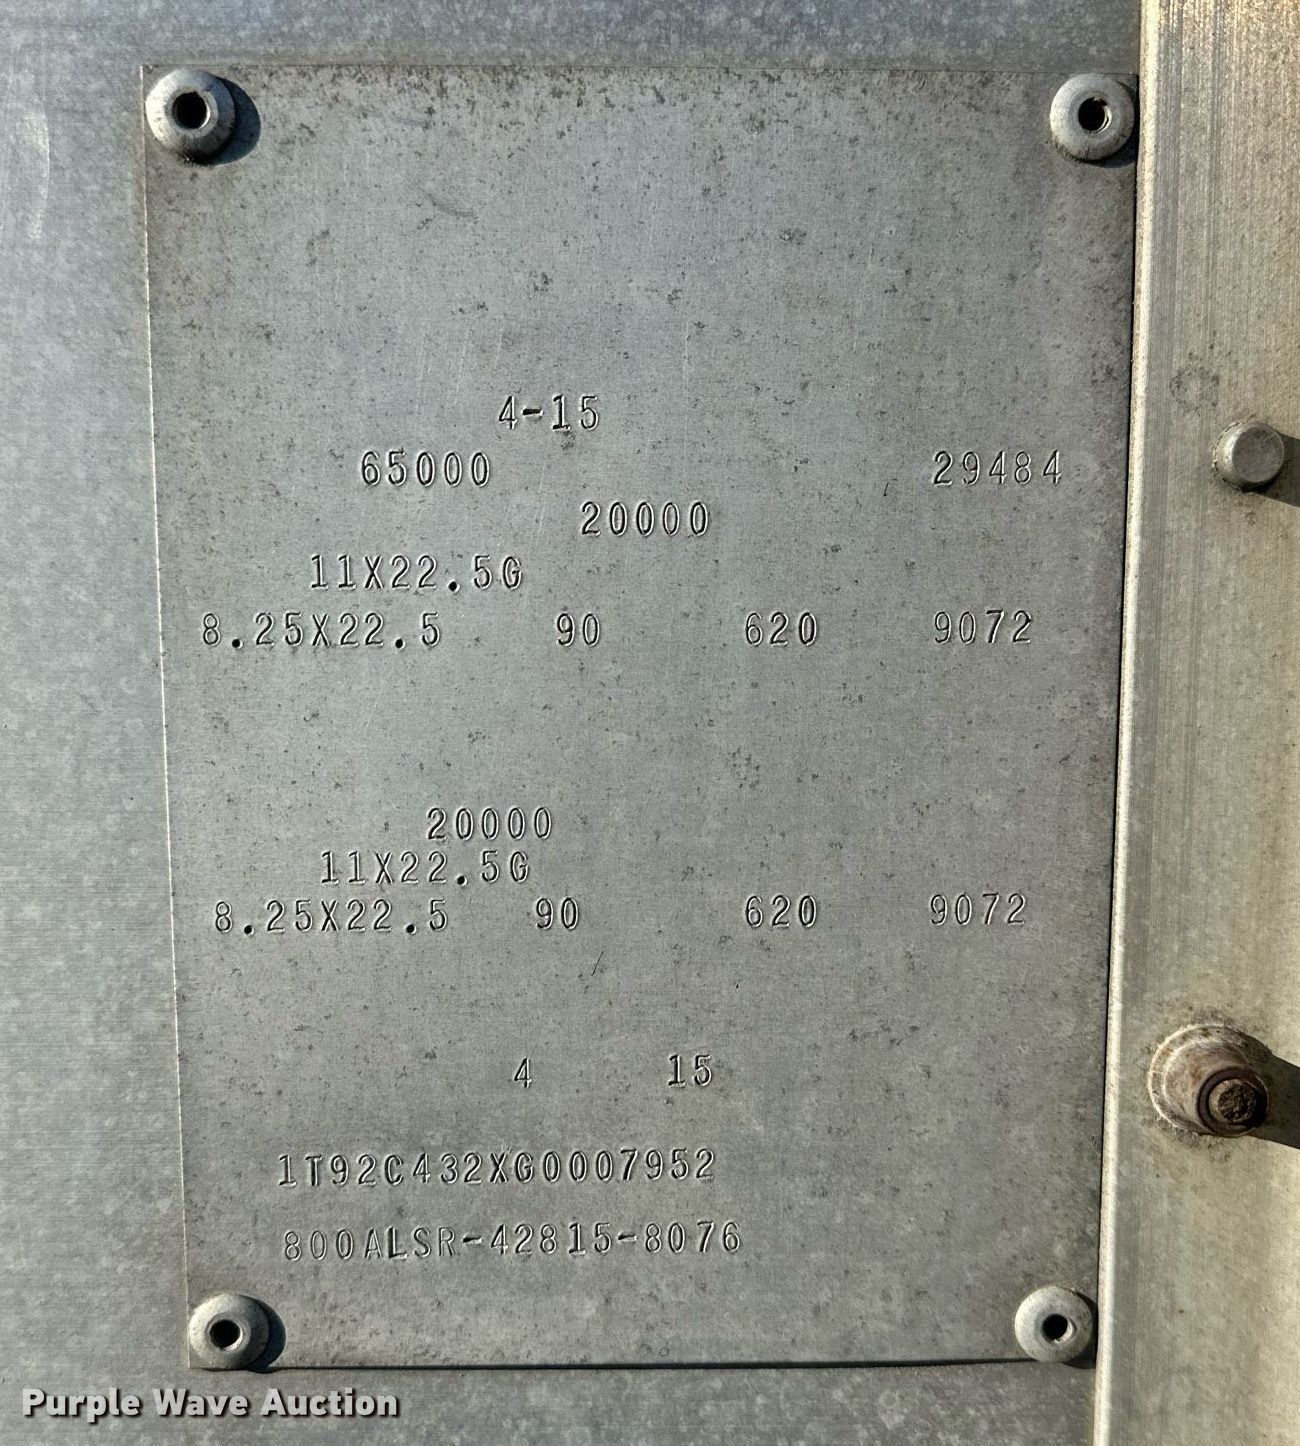 4-15
65000 29484
20000
11X22.5G
8.25X22.5 90 620 9072
20000
11X22.5G
8.25X22.5 90 620 9072
4 15
1T92C432XG0007952
800ALSR-42815-8076
Purple Wave Auction